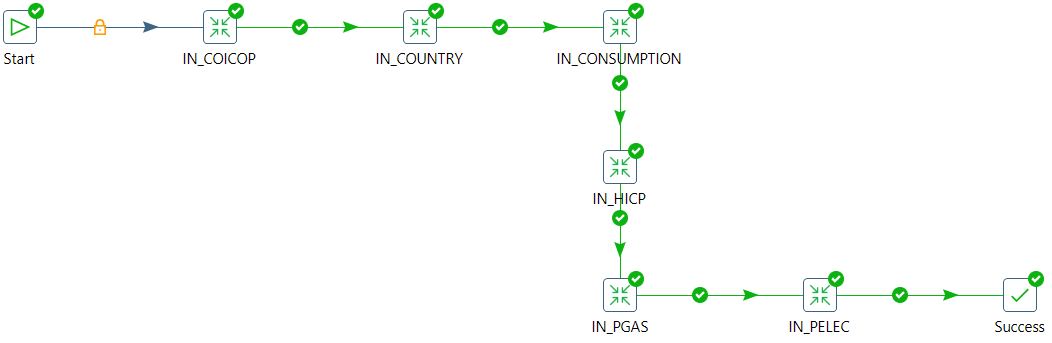 Start
IN_COICOP
IN_COUNTRY
IN_CONSUMPTION
IN_HICP
IN_PGAS
IN_PELEC
Success